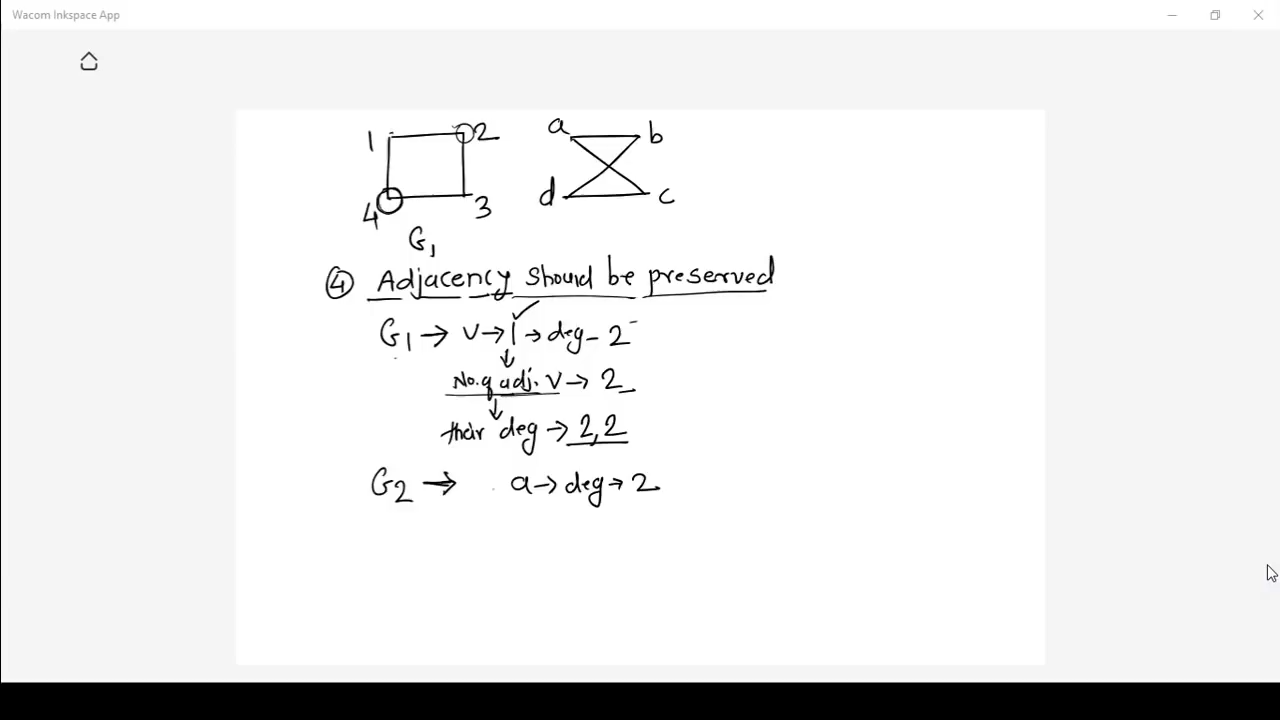 Wacom Inkspace App
1 2 a b
4 3 d c
G1
④ Adjacency should be preserved
G1 → v → 1 → deg - 2
↓
No. of adj. v → 2
↓
their deg → 2,2
G2 → a → deg → 2